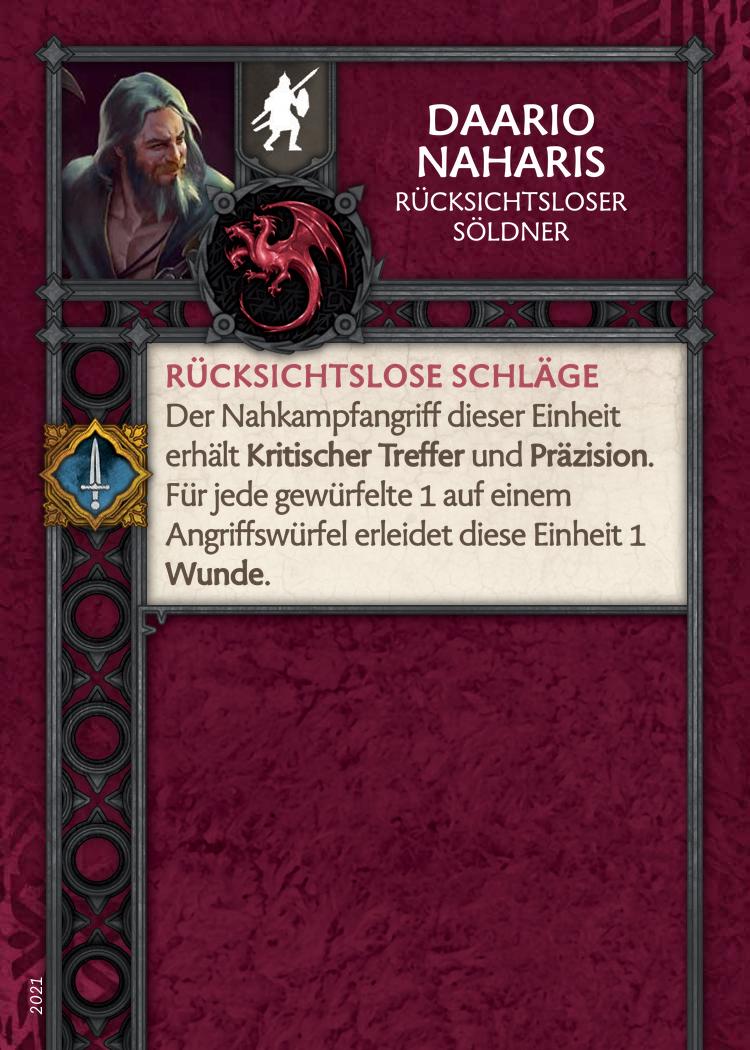 DAARIO
NAHARIS
RÜCKSICHTSLOSER
SÖLDNER
RÜCKSICHTSLOSE SCHLÄGE
Der Nahkampfangriff dieser Einheit
erhält Kritischer Treffer und Präzision.
Für jede gewürfelte 1 auf einem
Angriffswürfel erleidet diese Einheit 1
Wunde.
2021